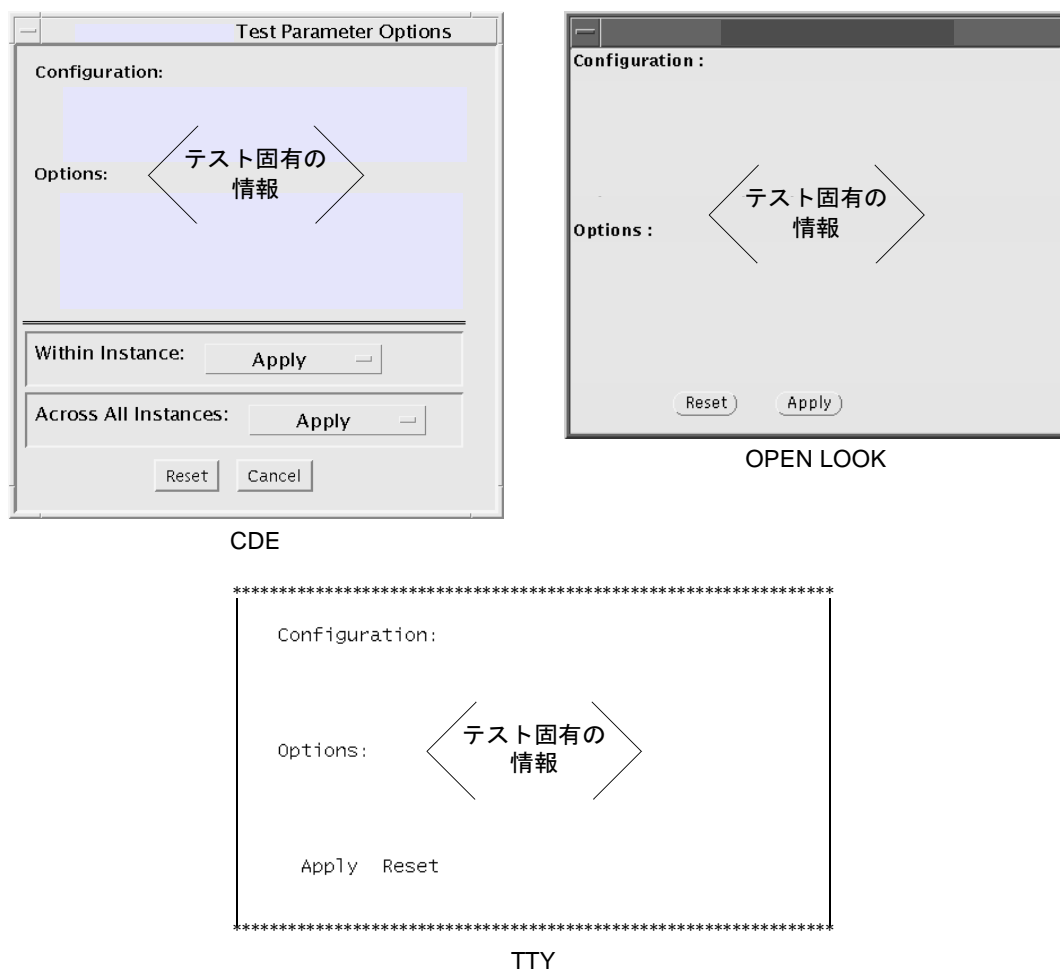 Test Parameter Options
Configuration:
テスト固有の
情報
Options:
Within Instance: Apply
Across All Instances: Apply
Reset Cancel
CDE
Configuration :
テスト固有の
情報
Options :
Reset Apply
OPEN LOOK
******************************************************************
Configuration:
テスト固有の
情報
Options:
Apply Reset
******************************************************************
TTY